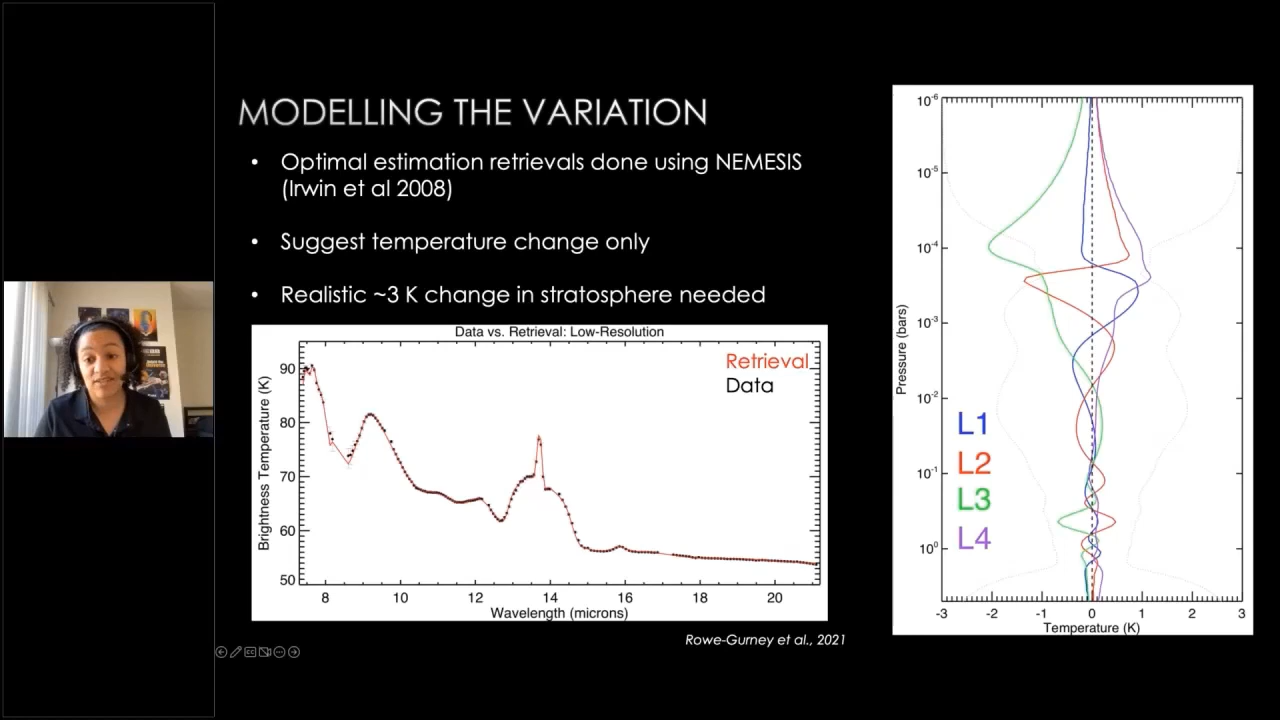 MODELLING THE VARIATION
• Optimal estimation retrievals done using NEMESIS
(Irwin et al 2008)
• Suggest temperature change only
• Realistic ~3 K change in stratosphere needed
Data vs. Retrieval: Low-Resolution
Retrieval
Data
Brightness Temperature (K)
90
80
70
60
50
8 10 12 14 16 18 20
Wavelength (microns)
Rowe-Gurney et al., 2021
Pressure (bars)
10-6
10-5
10-4
10-3
10-2
10-1
100
L1
L2
L3
L4
-3 -2 -1 0 1 2 3
Temperature (K)